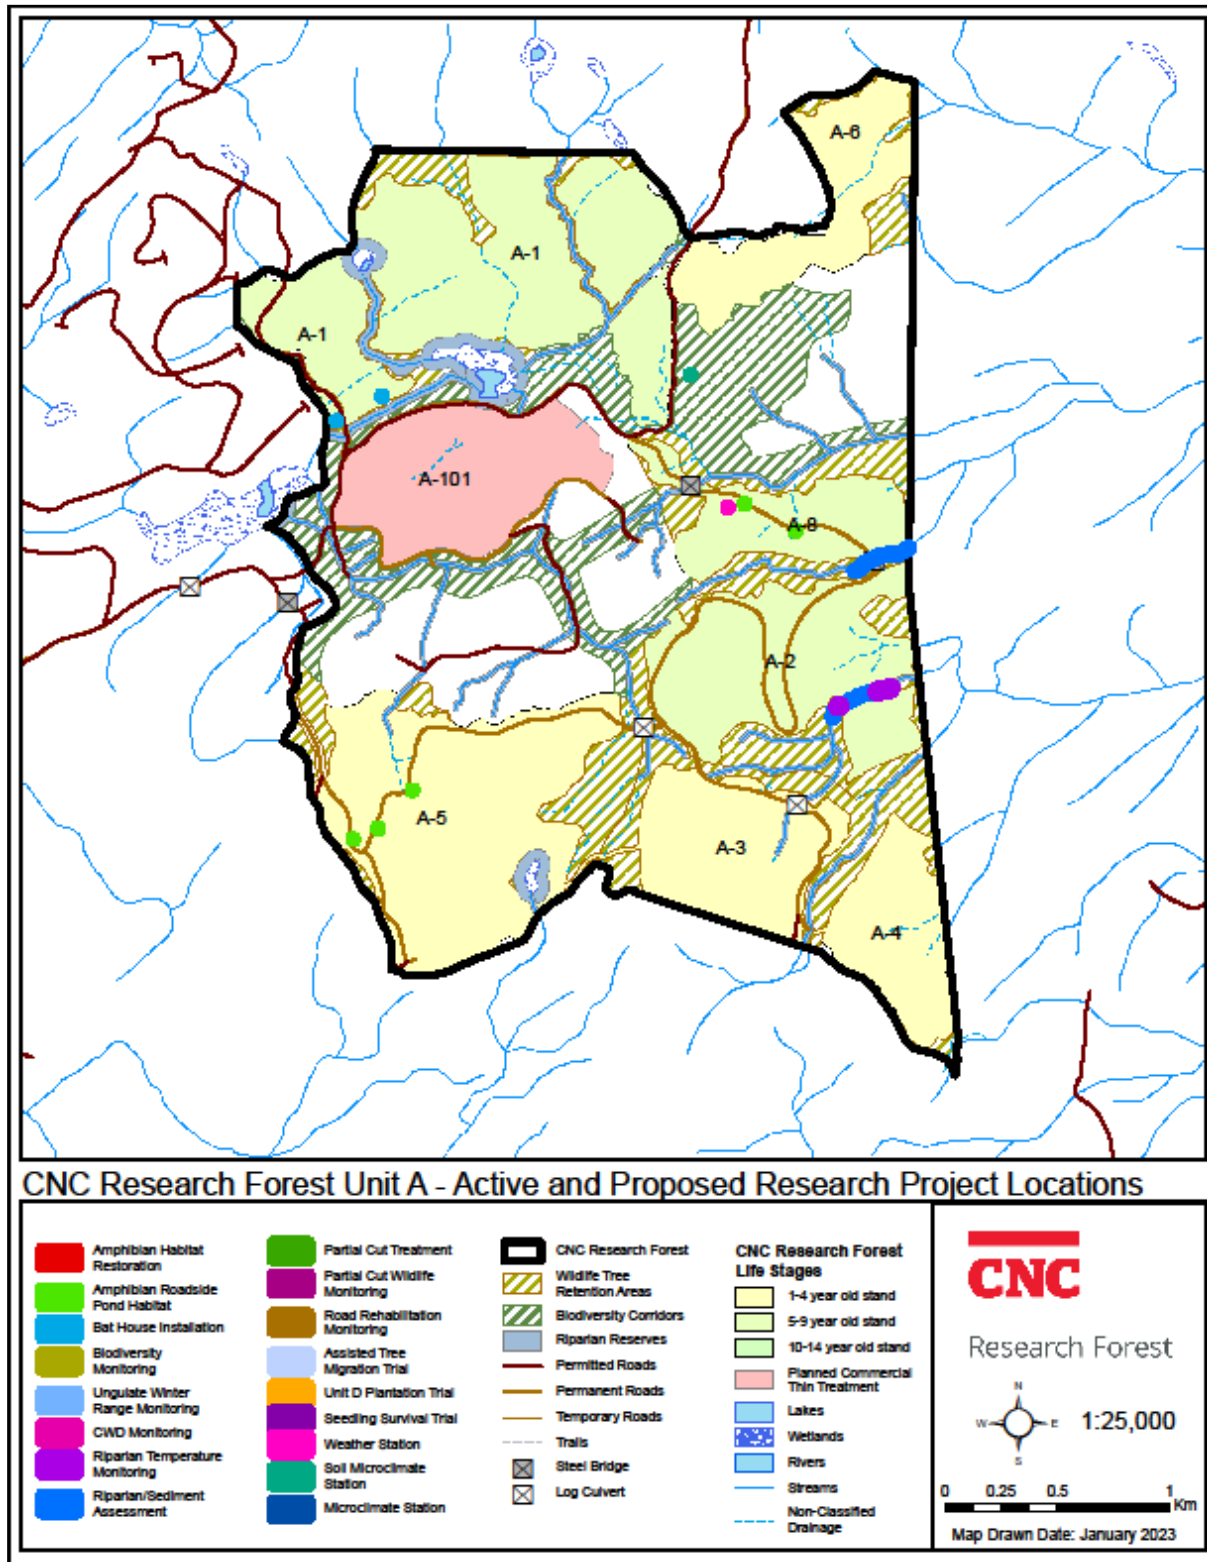 A-6
A-1
A-1
A-101
A-8
A-2
A-5
A-3
A-4
CNC Research Forest Unit A - Active and Proposed Research Project Locations
Amphibian Habitat
Restoration
Amphibian Roadside
Pond Habitat
Bat House Installation
Biodiversity
Monitoring
Ungulate Winter
Range Monitoring
CWD Monitoring
Riparian Temperature
Monitoring
Riparian/Sediment
Assessment
Partial Cut Treatment
Partial Cut Wildlife
Monitoring
Road Rehabilitation
Monitoring
Assisted Tree
Migration Trial
Unit D Plantation Trial
Seedling Survival Trial
Weather Station
Soil Microclimate
Station
Microclimate Station
CNC Research Forest
Wildlife Tree
Retention Areas
Biodiversity Corridors
Riparian Reserves
Permitted Roads
Permanent Roads
Temporary Roads
Trails
Steel Bridge
Log Culvert
CNC Research Forest
Life Stages
1-4 year old stand
5-9 year old stand
10-14 year old stand
Planned Commercial
Thin Treatment
Lakes
Wetlands
Rivers
Streams
Non-Classified
Drainage
CNC
Research Forest
N
W E 1:25,000
S
0 0.25 0.5 1
Km
Map Drawn Date: January 2023